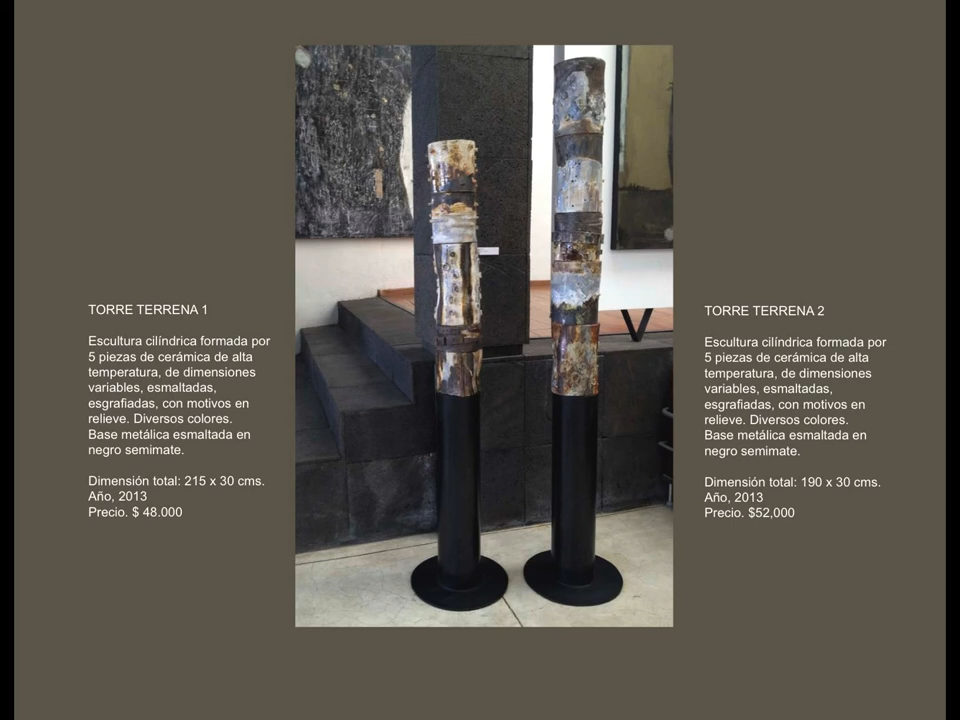 TORRE TERRENA 1
Escultura cilíndrica formada por
5 piezas de cerámica de alta
temperatura, de dimensiones
variables, esmaltadas,
esgrafiadas, con motivos en
relieve. Diversos colores.
Base metálica esmaltada en
negro semimate.
Dimensión total: 215 x 30 cms.
Año, 2013
Precio. $ 48.000
TORRE TERRENA 2
Escultura cilíndrica formada por
5 piezas de cerámica de alta
temperatura, de dimensiones
variables, esmaltadas,
esgrafiadas, con motivos en
relieve. Diversos colores.
Base metálica esmaltada en
negro semimate.
Dimensión total: 190 x 30 cms.
Año, 2013
Precio. $52,000